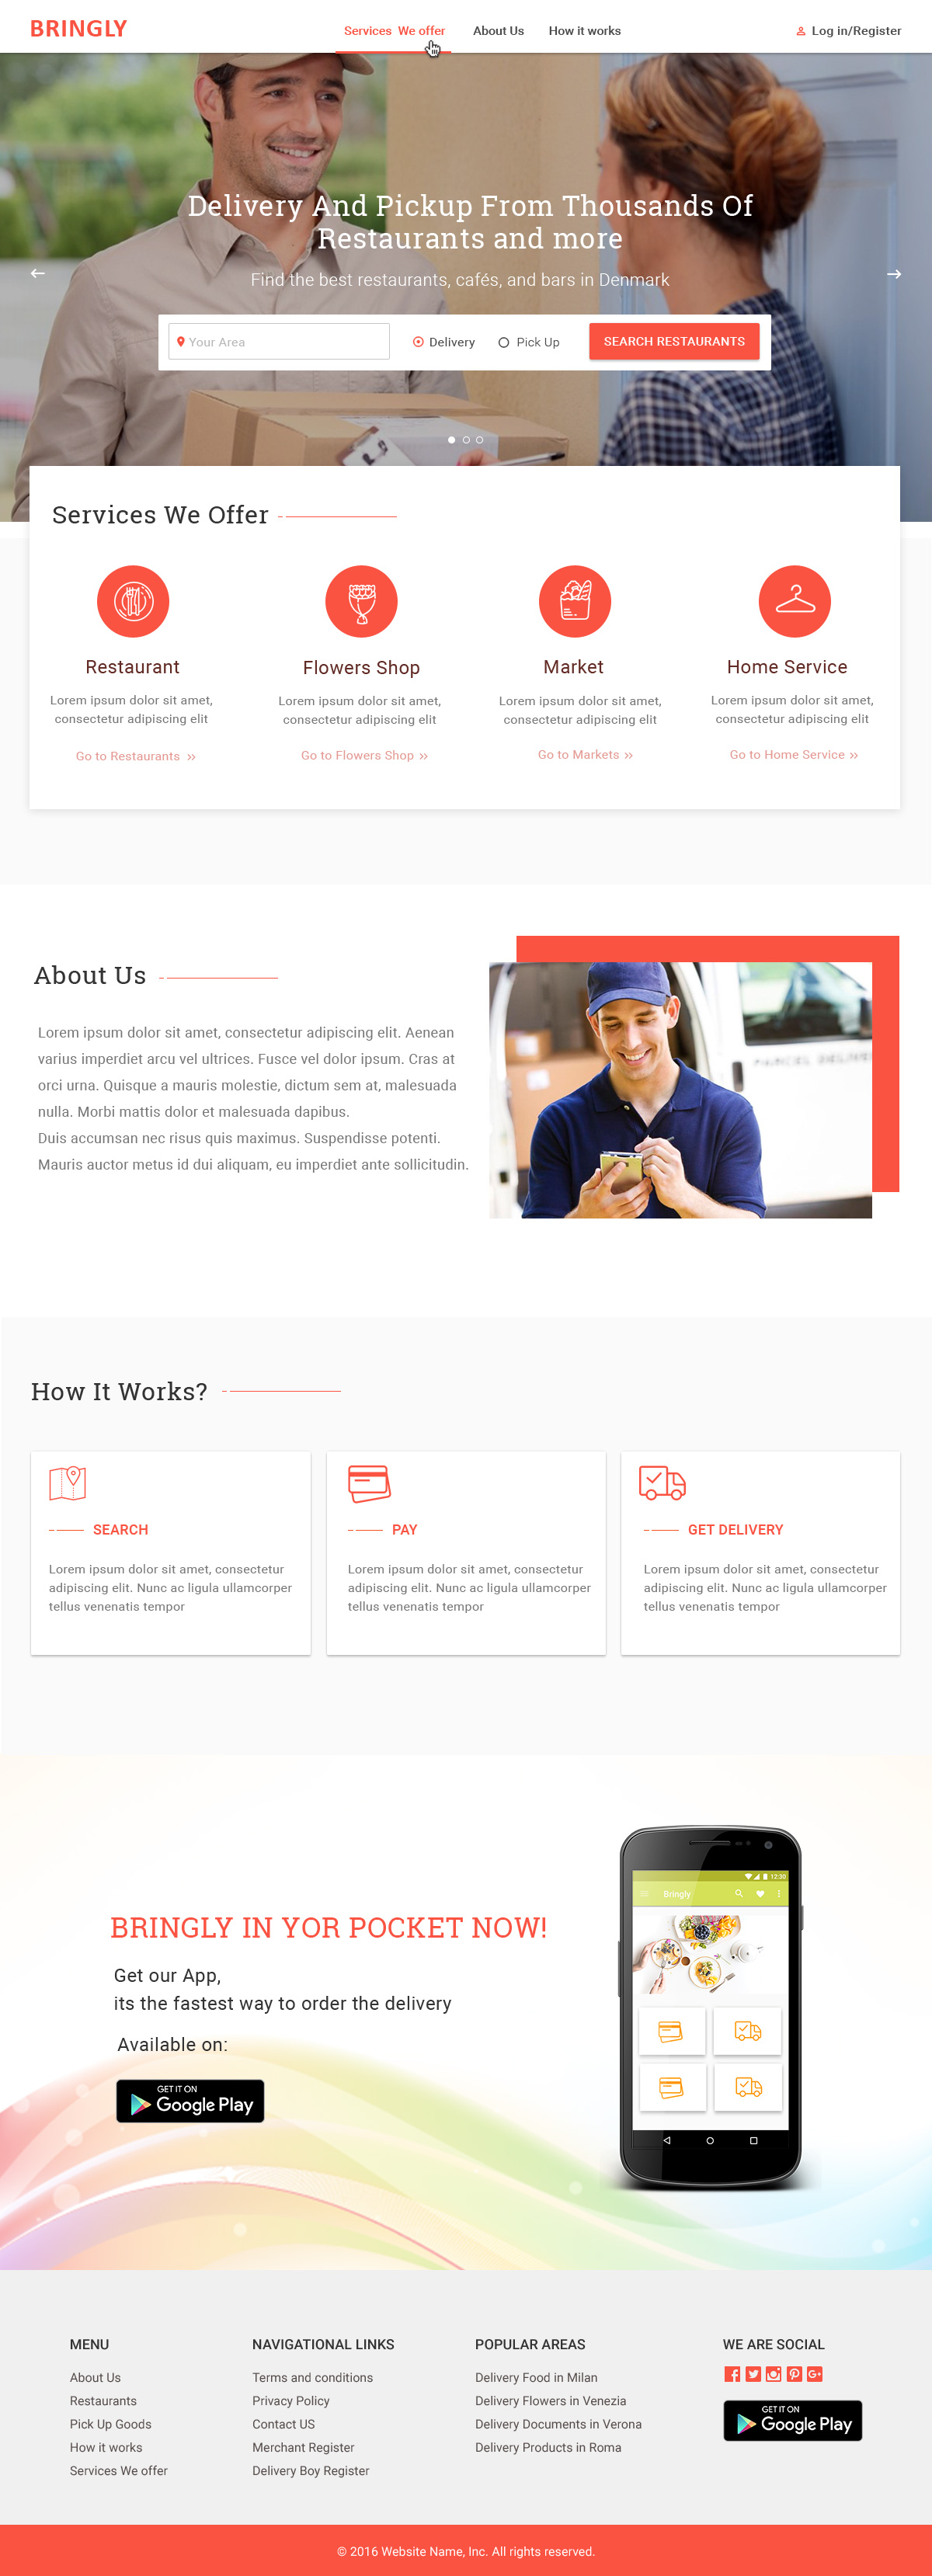 BRINGLY
Services We offer
About Us
How it works
Log in/Register
Delivery And Pickup From Thousands Of
Restaurants and more
Find the best restaurants, cafés, and bars in Denmark
Your Area
Delivery
Pick Up
SEARCH RESTAURANTS
Services We Offer
Restaurant
Lorem ipsum dolor sit amet,
consectetur adipiscing elit
Go to Restaurants »
Flowers Shop
Lorem ipsum dolor sit amet,
consectetur adipiscing elit
Go to Flowers Shop »
Market
Lorem ipsum dolor sit amet,
consectetur adipiscing elit
Go to Markets »
Home Service
Lorem ipsum dolor sit amet,
consectetur adipiscing elit
Go to Home Service »
About Us
Lorem ipsum dolor sit amet, consectetur adipiscing elit. Aenean
varius imperdiet arcu vel ultrices. Fusce vel dolor ipsum. Cras at
orci urna. Quisque a mauris molestie, dictum sem at, malesuada
nulla. Morbi mattis dolor et malesuada dapibus.
Duis accumsan nec risus quis maximus. Suspendisse potenti.
Mauris auctor metus id dui aliquam, eu imperdiet ante sollicitudin.
PARCEL DELIVER
How It Works?
SEARCH
Lorem ipsum dolor sit amet, consectetur
adipiscing elit. Nunc ac ligula ullamcorper
tellus venenatis tempor
PAY
Lorem ipsum dolor sit amet, consectetur
adipiscing elit. Nunc ac ligula ullamcorper
tellus venenatis tempor
GET DELIVERY
Lorem ipsum dolor sit amet, consectetur
adipiscing elit. Nunc ac ligula ullamcorper
tellus venenatis tempor
BRINGLY IN YOR POCKET NOW!
Get our App,
its the fastest way to order the delivery
Available on:
GET IT ON
Google Play
12:30
Bringly
MENU
About Us
Restaurants
Pick Up Goods
How it works
Services We offer
NAVIGATIONAL LINKS
Terms and conditions
Privacy Policy
Contact US
Merchant Register
Delivery Boy Register
POPULAR AREAS
Delivery Food in Milan
Delivery Flowers in Venezia
Delivery Documents in Verona
Delivery Products in Roma
WE ARE SOCIAL
GET IT ON
Google Play
© 2016 Website Name, Inc. All rights reserved.